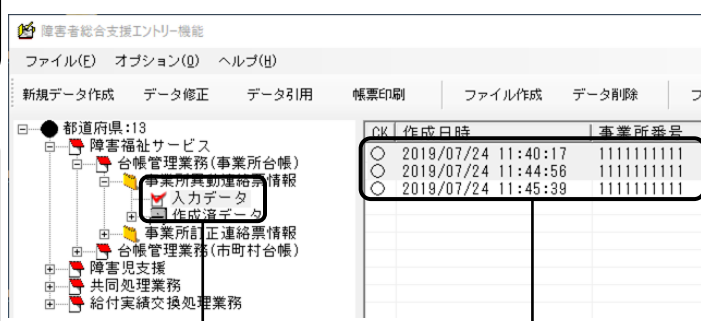 障害者総合支援エントリー機能
ファイル(F) オプション(O) ヘルプ(H)
新規データ作成 データ修正 データ引用 帳票印刷 ファイル作成 データ削除
都道府県:13
障害福祉サービス
台帳管理業務(事業所台帳)
事業所異動連絡票情報
入力データ
作成済データ
事業所訂正連絡票情報
台帳管理業務(市町村台帳)
障害児支援
共同処理業務
給付実績交換処理業務
CK 作成日時 事業所番号
○ 2019/07/24 11:40:17 1111111111
○ 2019/07/24 11:44:56 1111111111
○ 2019/07/24 11:45:39 1111111111